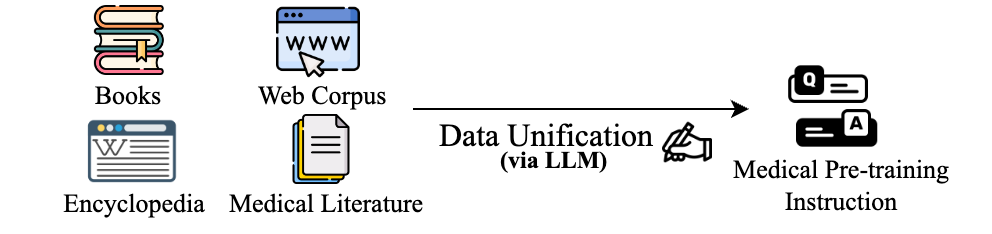 WWW
Books
Web Corpus
W
Encyclopedia
Medical Literature
Data Unification
(via LLM)
Q
A
Medical Pre-training
Instruction